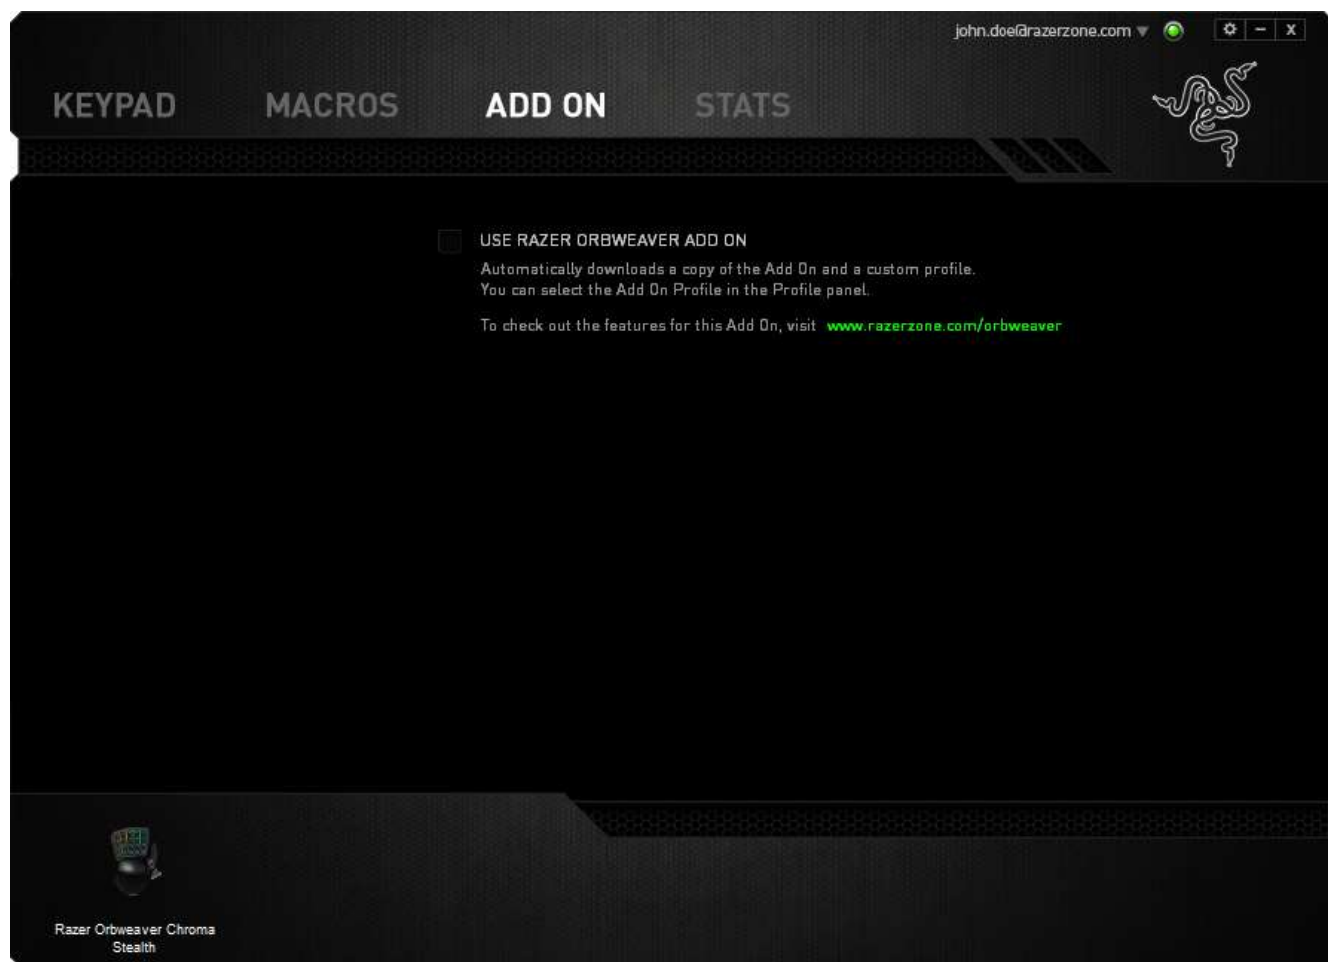 john.doe@razerzone.com
KEYPAD MACROS ADD ON STATS
USE RAZER ORBWEAVER ADD ON
Automatically downloads a copy of the Add On and a custom profile.
You can select the Add On Profile in the Profile panel.
To check out the features for this Add On, visit www.razerzone.com/orbweaver
Razer Orbweaver Chroma
Stealth